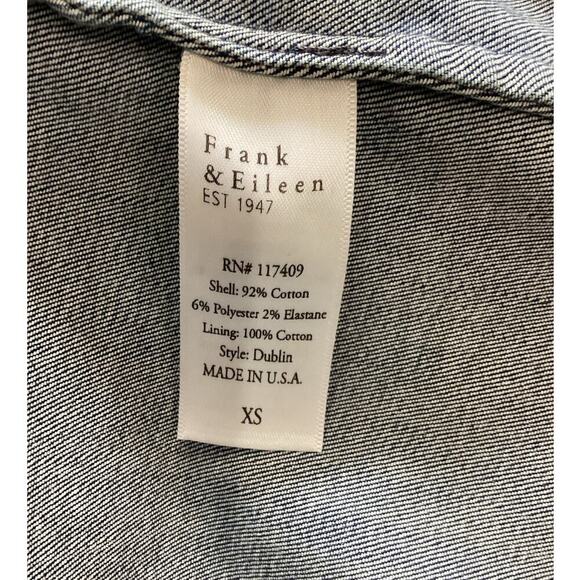 Frank
& Eileen
EST 1947
RN# 117409
Shell: 92% Cotton
6% Polyester 2% Elastane
Lining: 100% Cotton
Style: Dublin
MADE IN U.S.A.
XS